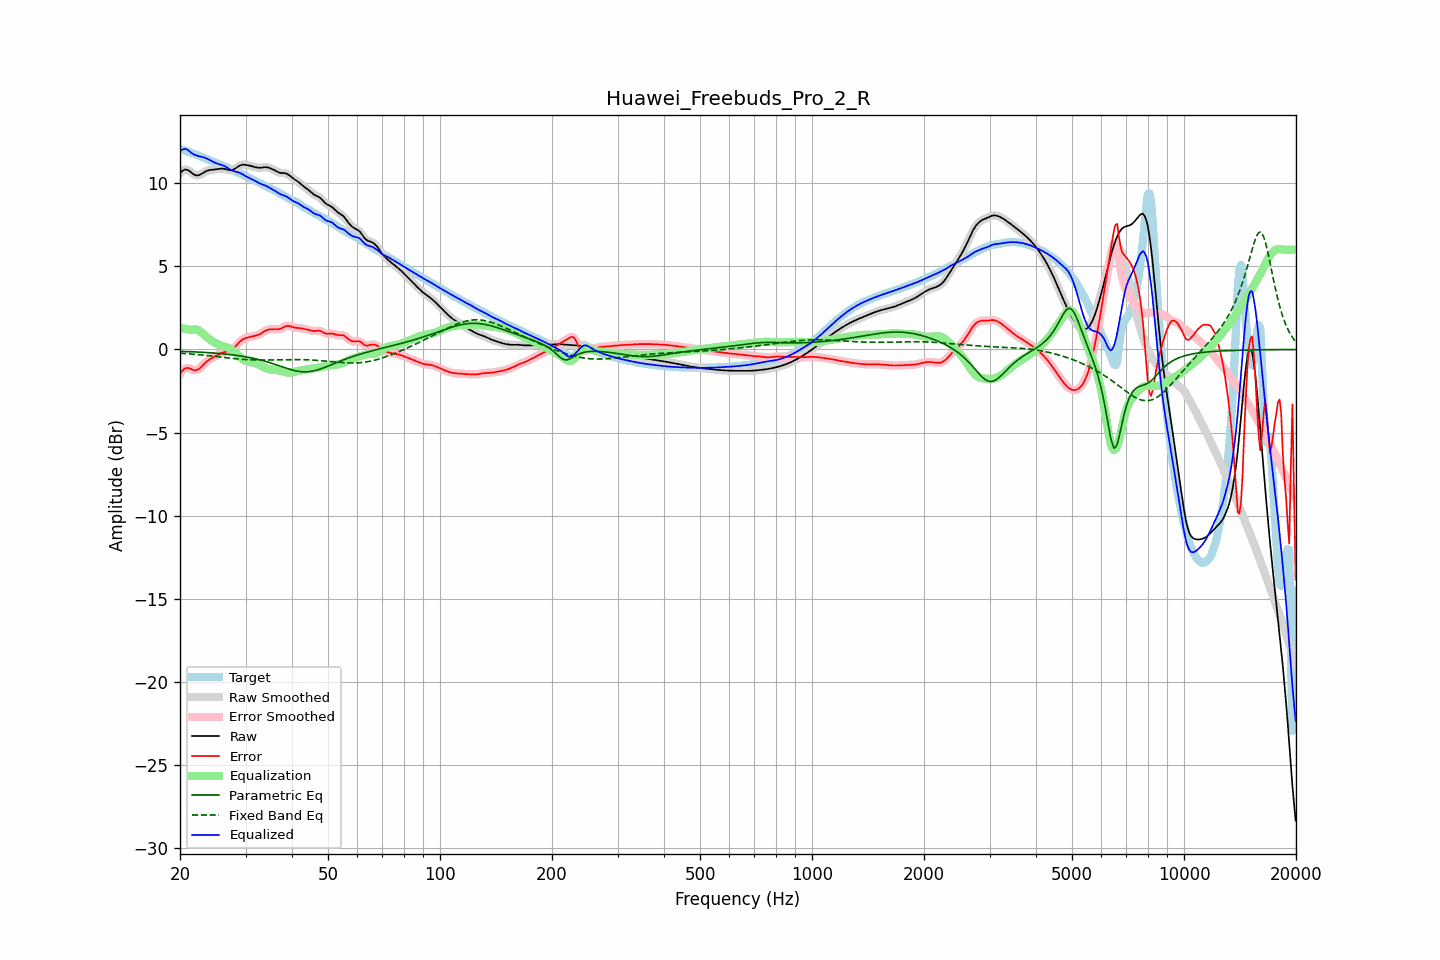 Huawei_Freebuds_Pro_2_R
Amplitude (dBr)
10
5
0
−5
−10
−15
−20
−25
−30
Target
Raw Smoothed
Error Smoothed
Raw
Error
Equalization
Parametric Eq
Fixed Band Eq
Equalized
20 50 100 200 500 1000 2000 5000 10000 20000
Frequency (Hz)